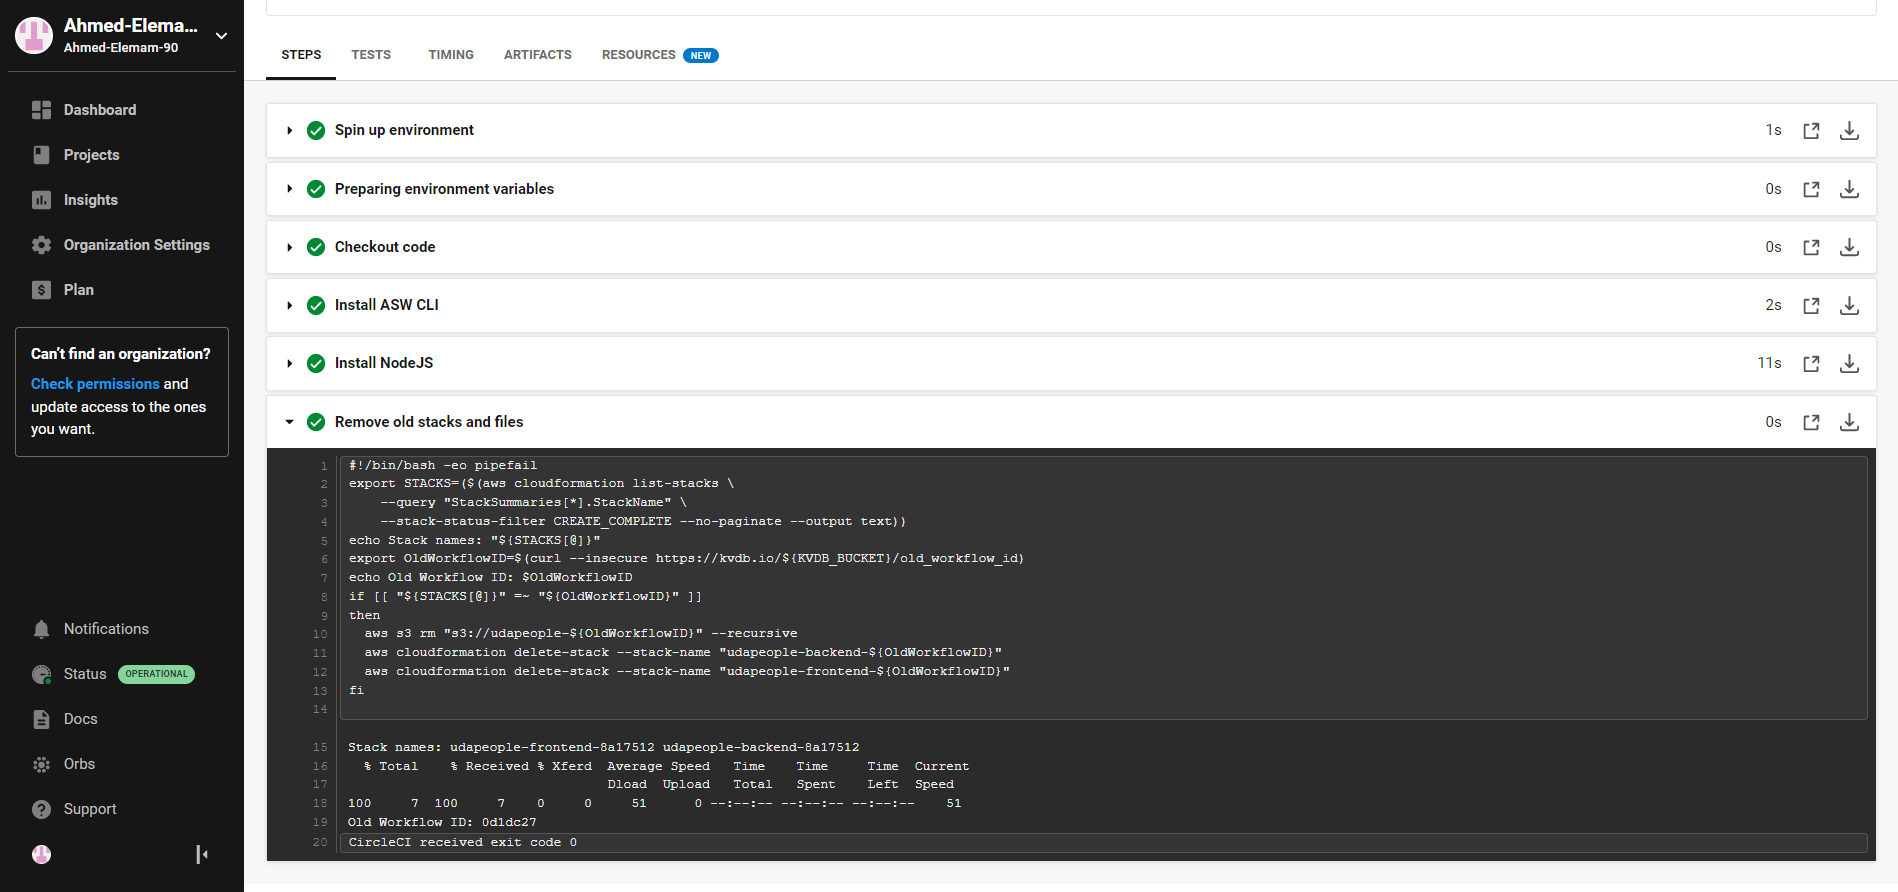 Ahmed-Elema...
Ahmed-Elemam-90
Dashboard
Projects
Insights
Organization Settings
Plan
Can't find an organization?
Check permissions and
update access to the ones
you want.
Notifications
Status OPERATIONAL
Docs
Orbs
Support
STEPS TESTS TIMING ARTIFACTS RESOURCES NEW
Spin up environment 1s
Preparing environment variables 0s
Checkout code 0s
Install ASW CLI 2s
Install NodeJS 11s
Remove old stacks and files 0s
1 #!/bin/bash -eo pipefail
2 export STACKS=($(aws cloudformation list-stacks \
3 --query "StackSummaries[*].StackName" \
4 --stack-status-filter CREATE_COMPLETE --no-paginate --output text))
5 echo Stack names: "${STACKS[@]}"
6 export OldWorkflowID=$(curl --insecure https://kvdb.io/${KVDB_BUCKET}/old_workflow_id)
7 echo Old Workflow ID: $OldWorkflowID
8 if [[ "${STACKS[@]}" =~ "${OldWorkflowID}" ]]
9 then
10 aws s3 rm "s3://udapeople-${OldWorkflowID}" --recursive
11 aws cloudformation delete-stack --stack-name "udapeople-backend-${OldWorkflowID}"
12 aws cloudformation delete-stack --stack-name "udapeople-frontend-${OldWorkflowID}"
13 fi
14
15 Stack names: udapeople-frontend-8a17512 udapeople-backend-8a17512
16 % Total % Received % Xferd Average Speed Time Time Time Current
17 Dload Upload Total Spent Left Speed
18 100 7 100 7 0 0 51 0 --:--:-- --:--:-- --:--:-- 51
19 Old Workflow ID: 0d1dc27
20 CircleCI received exit code 0